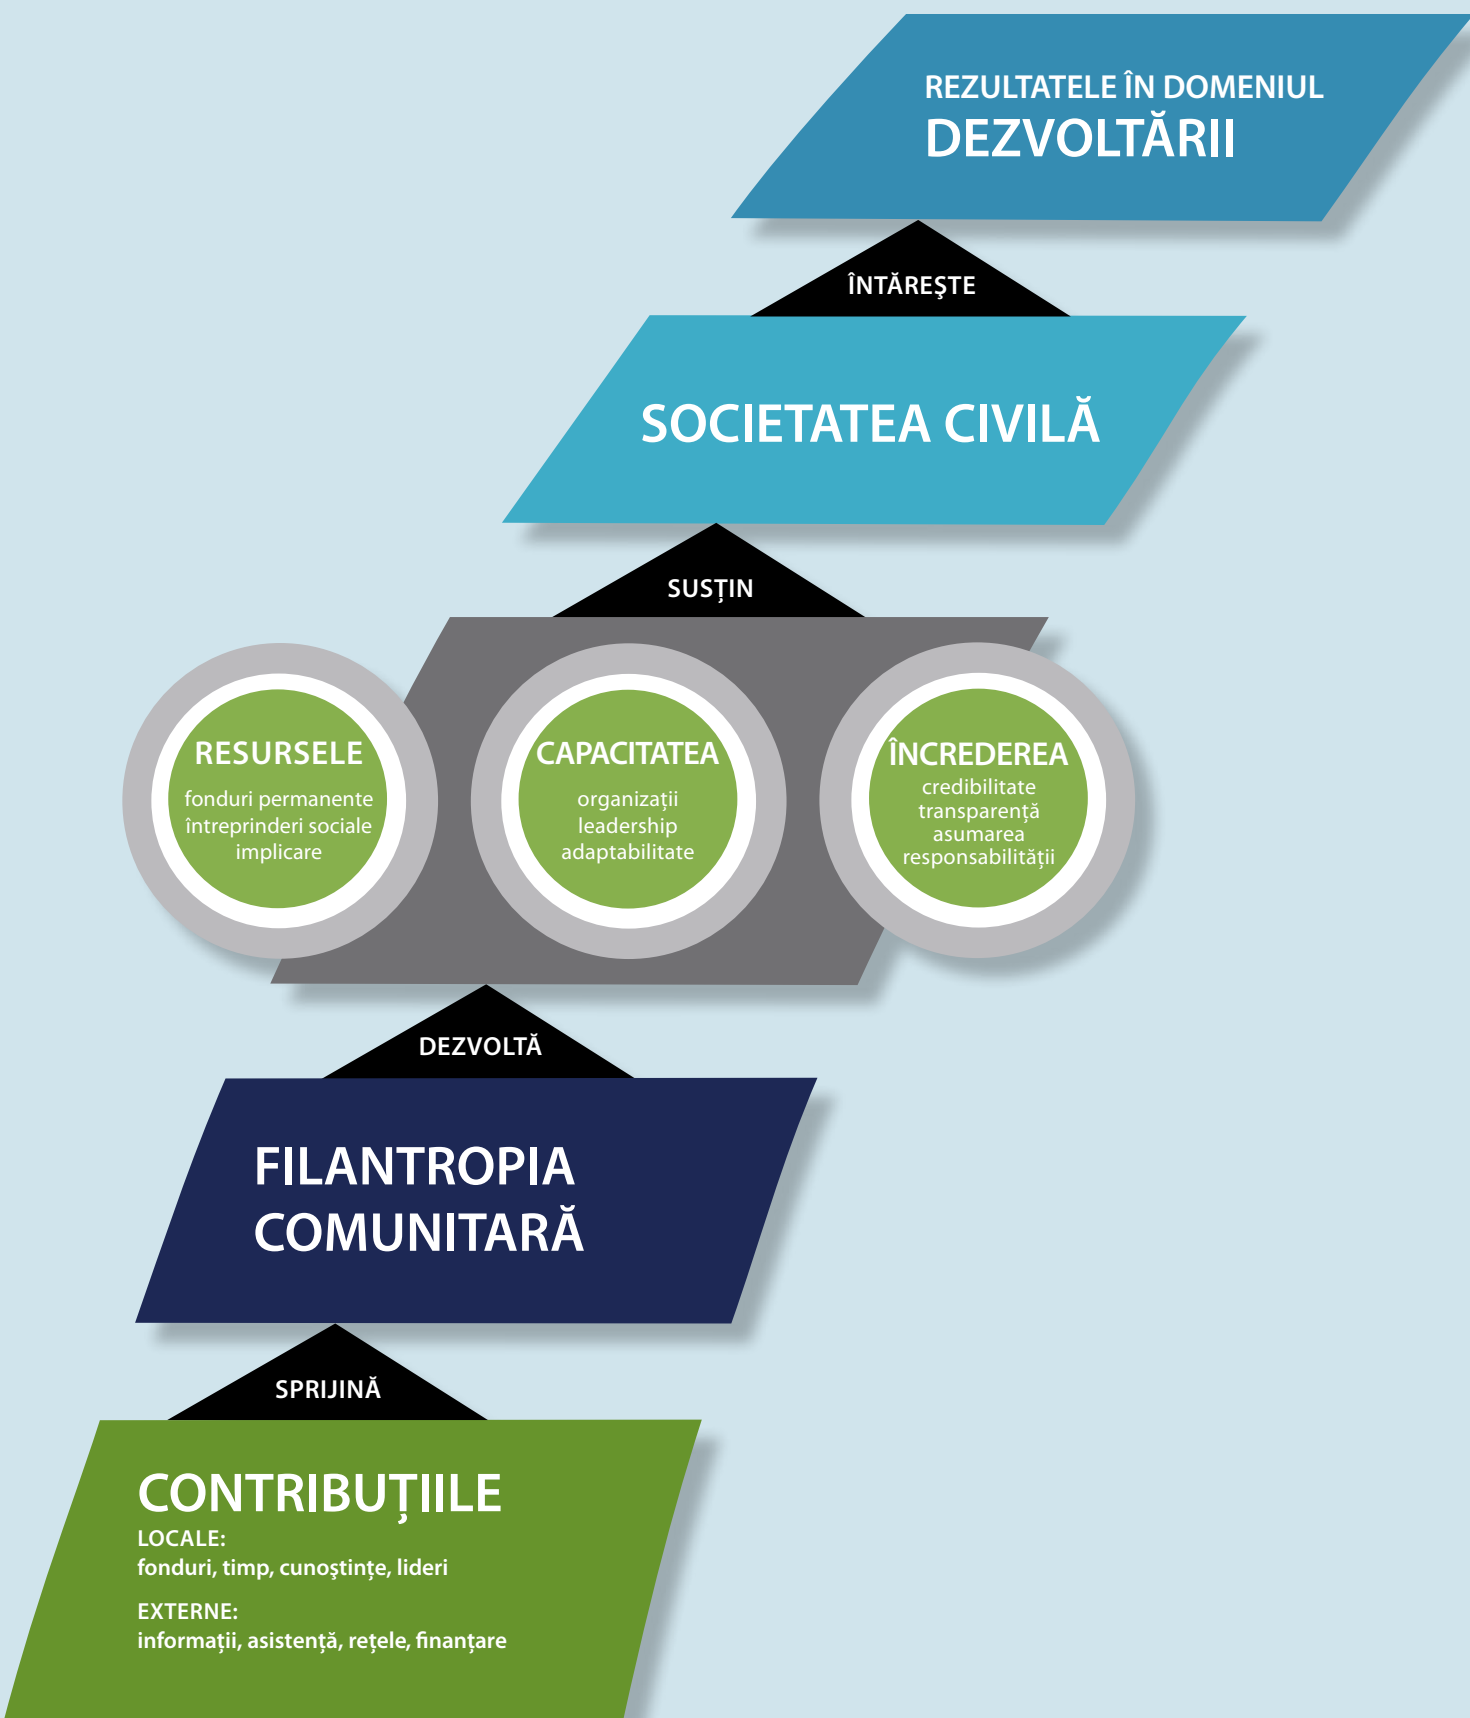 REZULTATELE ÎN DOMENIUL
DEZVOLTĂRII
ÎNTĂREŞTE
SOCIETATEA CIVILĂ
SUSȚIN
RESURSELE
fonduri permanente
întreprinderi sociale
implicare
CAPACITATEA
organizații
leadership
adaptabilitate
ÎNCREDEREA
credibilitate
transparență
asumarea
responsabilității
DEZVOLTĂ
FILANTROPIA
COMUNITARĂ
SPRIJINĂ
CONTRIBUȚIILE
LOCALE:
fonduri, timp, cunoştințe, lideri
EXTERNE:
informații, asistență, rețele, finanțare